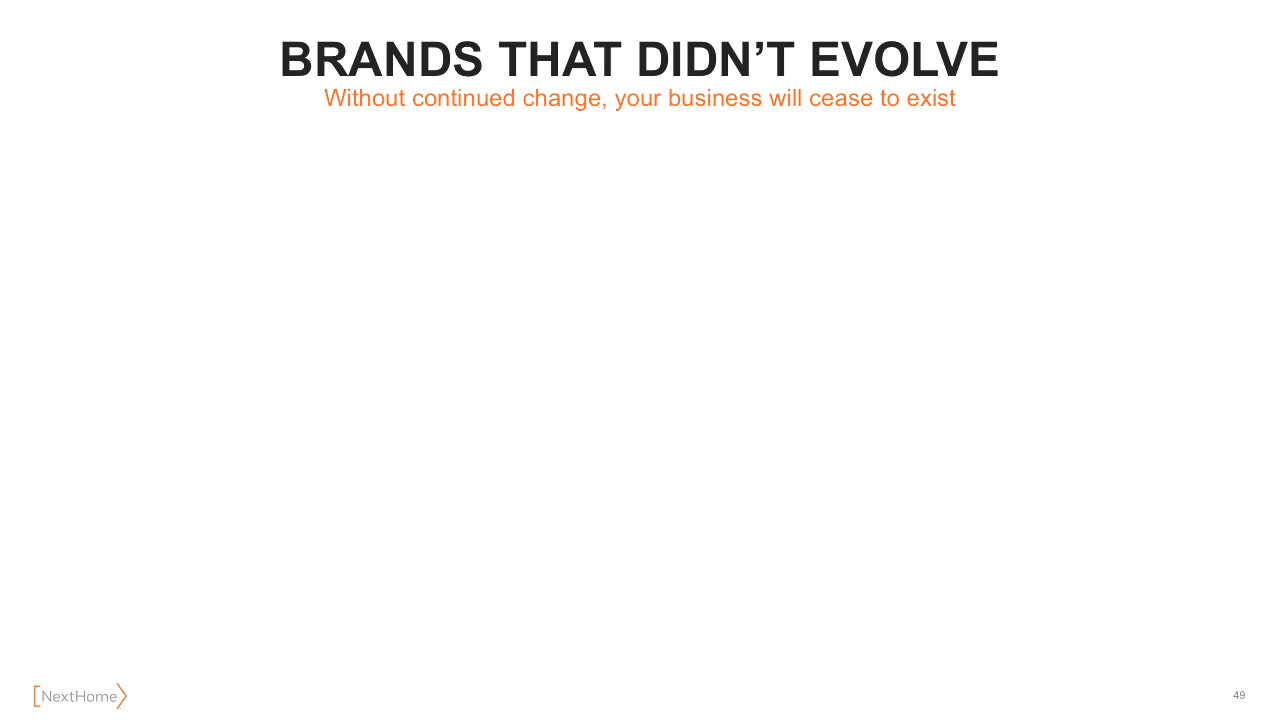 BRANDS THAT DIDN’T EVOLVE
Without continued change, your business will cease to exist
NextHome
49